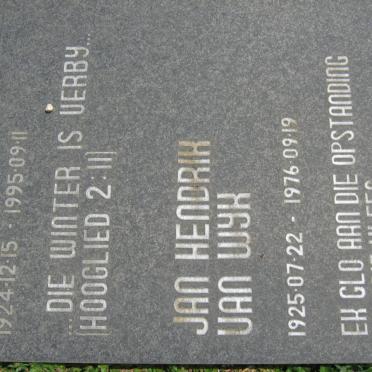 1924·12·15 - 1995·09·11
...DIE WINTER IS VERBY...
(HOOGLIED 2:11)
JAN HENDRIK
VAN WYK
1925·07·22 - 1976·09·19
EK GLO AAN DIE OPSTANDING